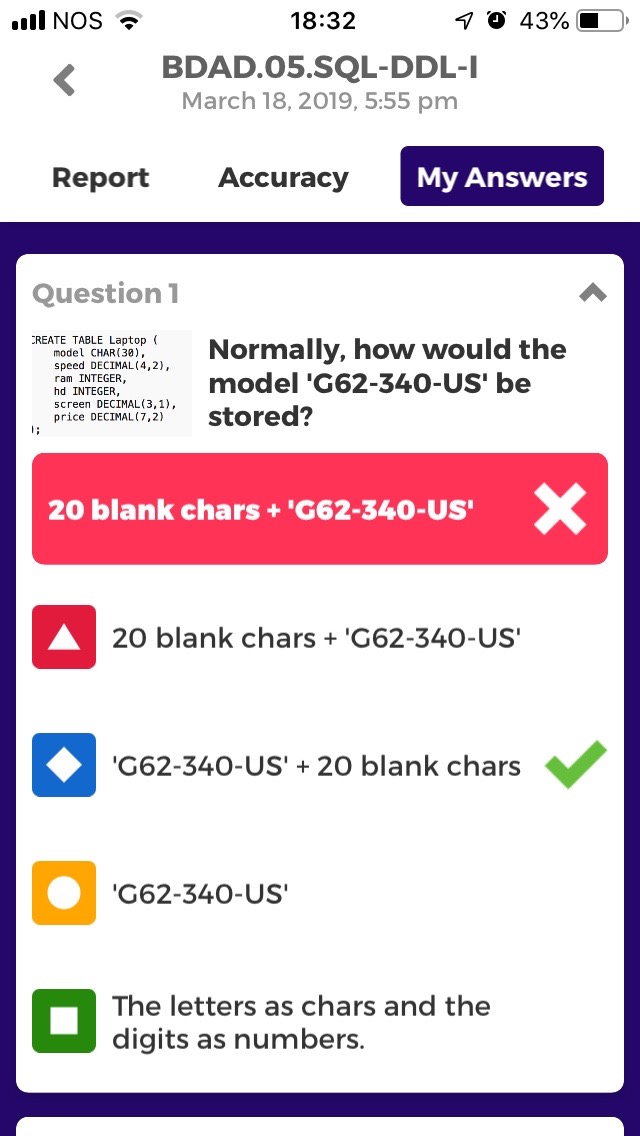 NOS 18:32 43%
BDAD.05.SQL-DDL-I
March 18, 2019, 5:55 pm
Report Accuracy My Answers
Question 1
CREATE TABLE Laptop (
model CHAR(30),
speed DECIMAL(4,2),
ram INTEGER,
hd INTEGER,
screen DECIMAL(3,1),
price DECIMAL(7,2)
);
Normally, how would the
model 'G62-340-US' be
stored?
20 blank chars + 'G62-340-US'
20 blank chars + 'G62-340-US'
'G62-340-US' + 20 blank chars
'G62-340-US'
The letters as chars and the
digits as numbers.